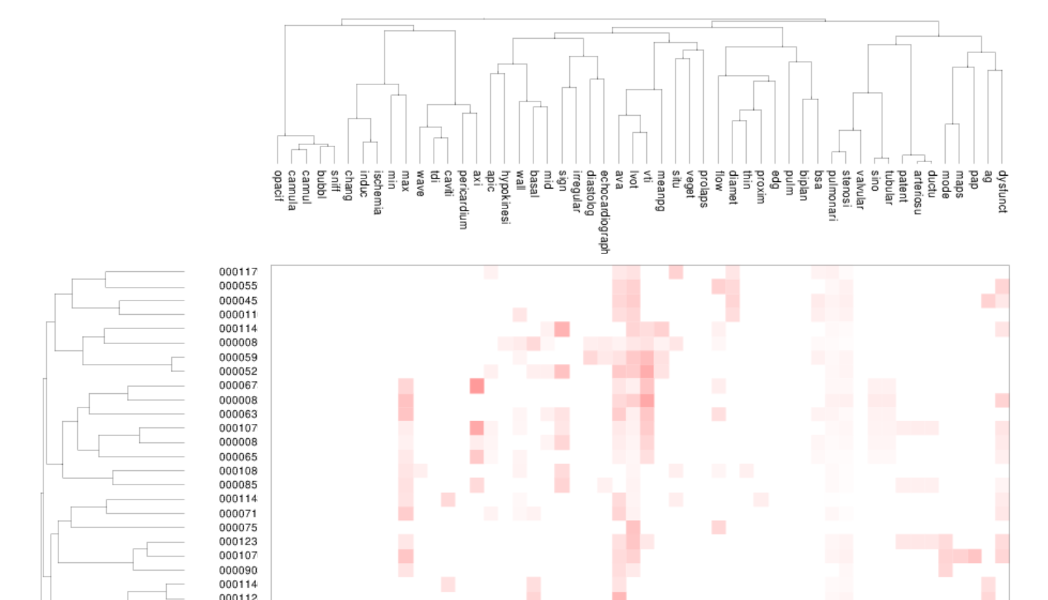 opacif
cannula
cannul
bubbl
sniff
chang
induc
ischemia
min
max
wave
tdi
caviti
pericardium
axi
apic
hypokinesi
wall
basal
mid
sign
irregular
diastolog
echocardiograph
ava
lvot
vti
meanpg
situ
veget
prolaps
flow
diamet
thin
proxim
edg
pulm
biplan
bsa
pulmonari
stenosi
valvular
sino
tubular
patent
arteriosu
ductu
mode
maps
pap
ag
dysfunct
000117
000055
000045
000011
000114
000008
000059
000052
000067
000008
000063
000107
000008
000065
000108
000085
000114
000071
000075
000123
000107
000090
000114
000112